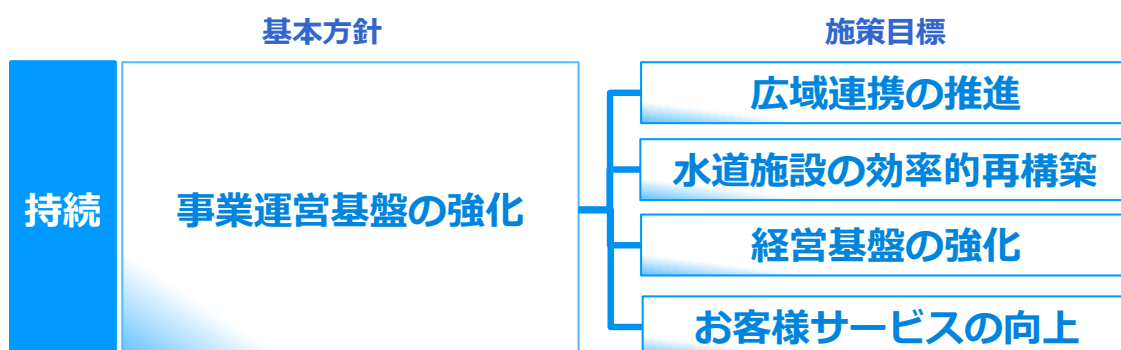 基本方針
施策目標
持続
事業運営基盤の強化
広域連携の推進
水道施設の効率的再構築
経営基盤の強化
お客様サービスの向上